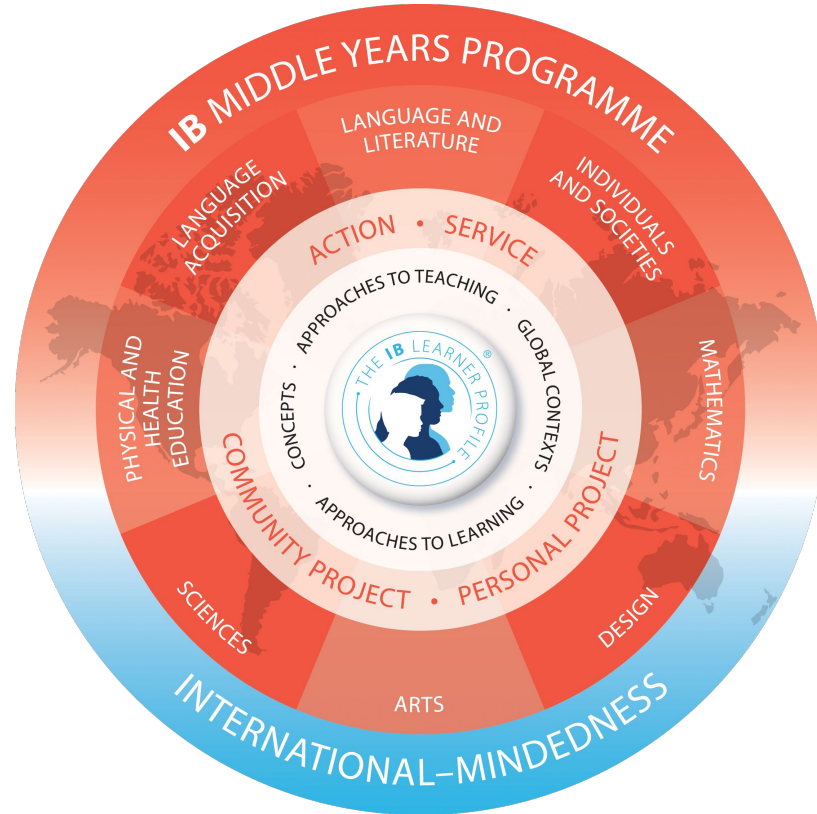 IB MIDDLE YEARS PROGRAMME
LANGUAGE AND
LITERATURE
INDIVIDUALS
AND SOCIETIES
MATHEMATICS
DESIGN
ARTS
SCIENCES
PHYSICAL AND
HEALTH
EDUCATION
LANGUAGE
ACQUISITION
ACTION • SERVICE
PERSONAL PROJECT
•
COMMUNITY PROJECT
APPROACHES TO TEACHING ·
GLOBAL CONTEXTS ·
APPROACHES TO LEARNING ·
CONCEPTS ·
• THE IB LEARNER PROFILE •
®
INTERNATIONAL–MINDEDNESS